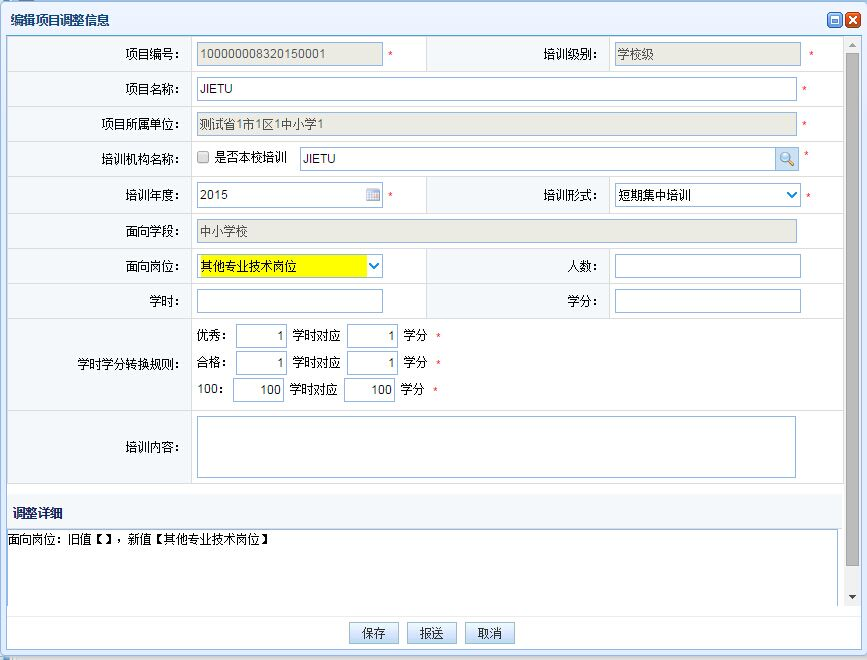 编辑项目调整信息
项目编号： 100000008320150001 * 培训级别： 学校级 *
项目名称： JIETU *
项目所属单位： 测试省1市1区1中小学1 *
培训机构名称： 是否本校培训 JIETU *
培训年度： 2015 * 培训形式： 短期集中培训 *
面向学段： 中小学校
面向岗位： 其他专业技术岗位 人数：
学时： 学分：
学时学分转换规则： 优秀： 1 学时对应 1 学分 *
合格： 1 学时对应 1 学分 *
100： 100 学时对应 100 学分 *
培训内容：
调整详细
面向岗位：旧值【】，新值【其他专业技术岗位】
保存 报送 取消